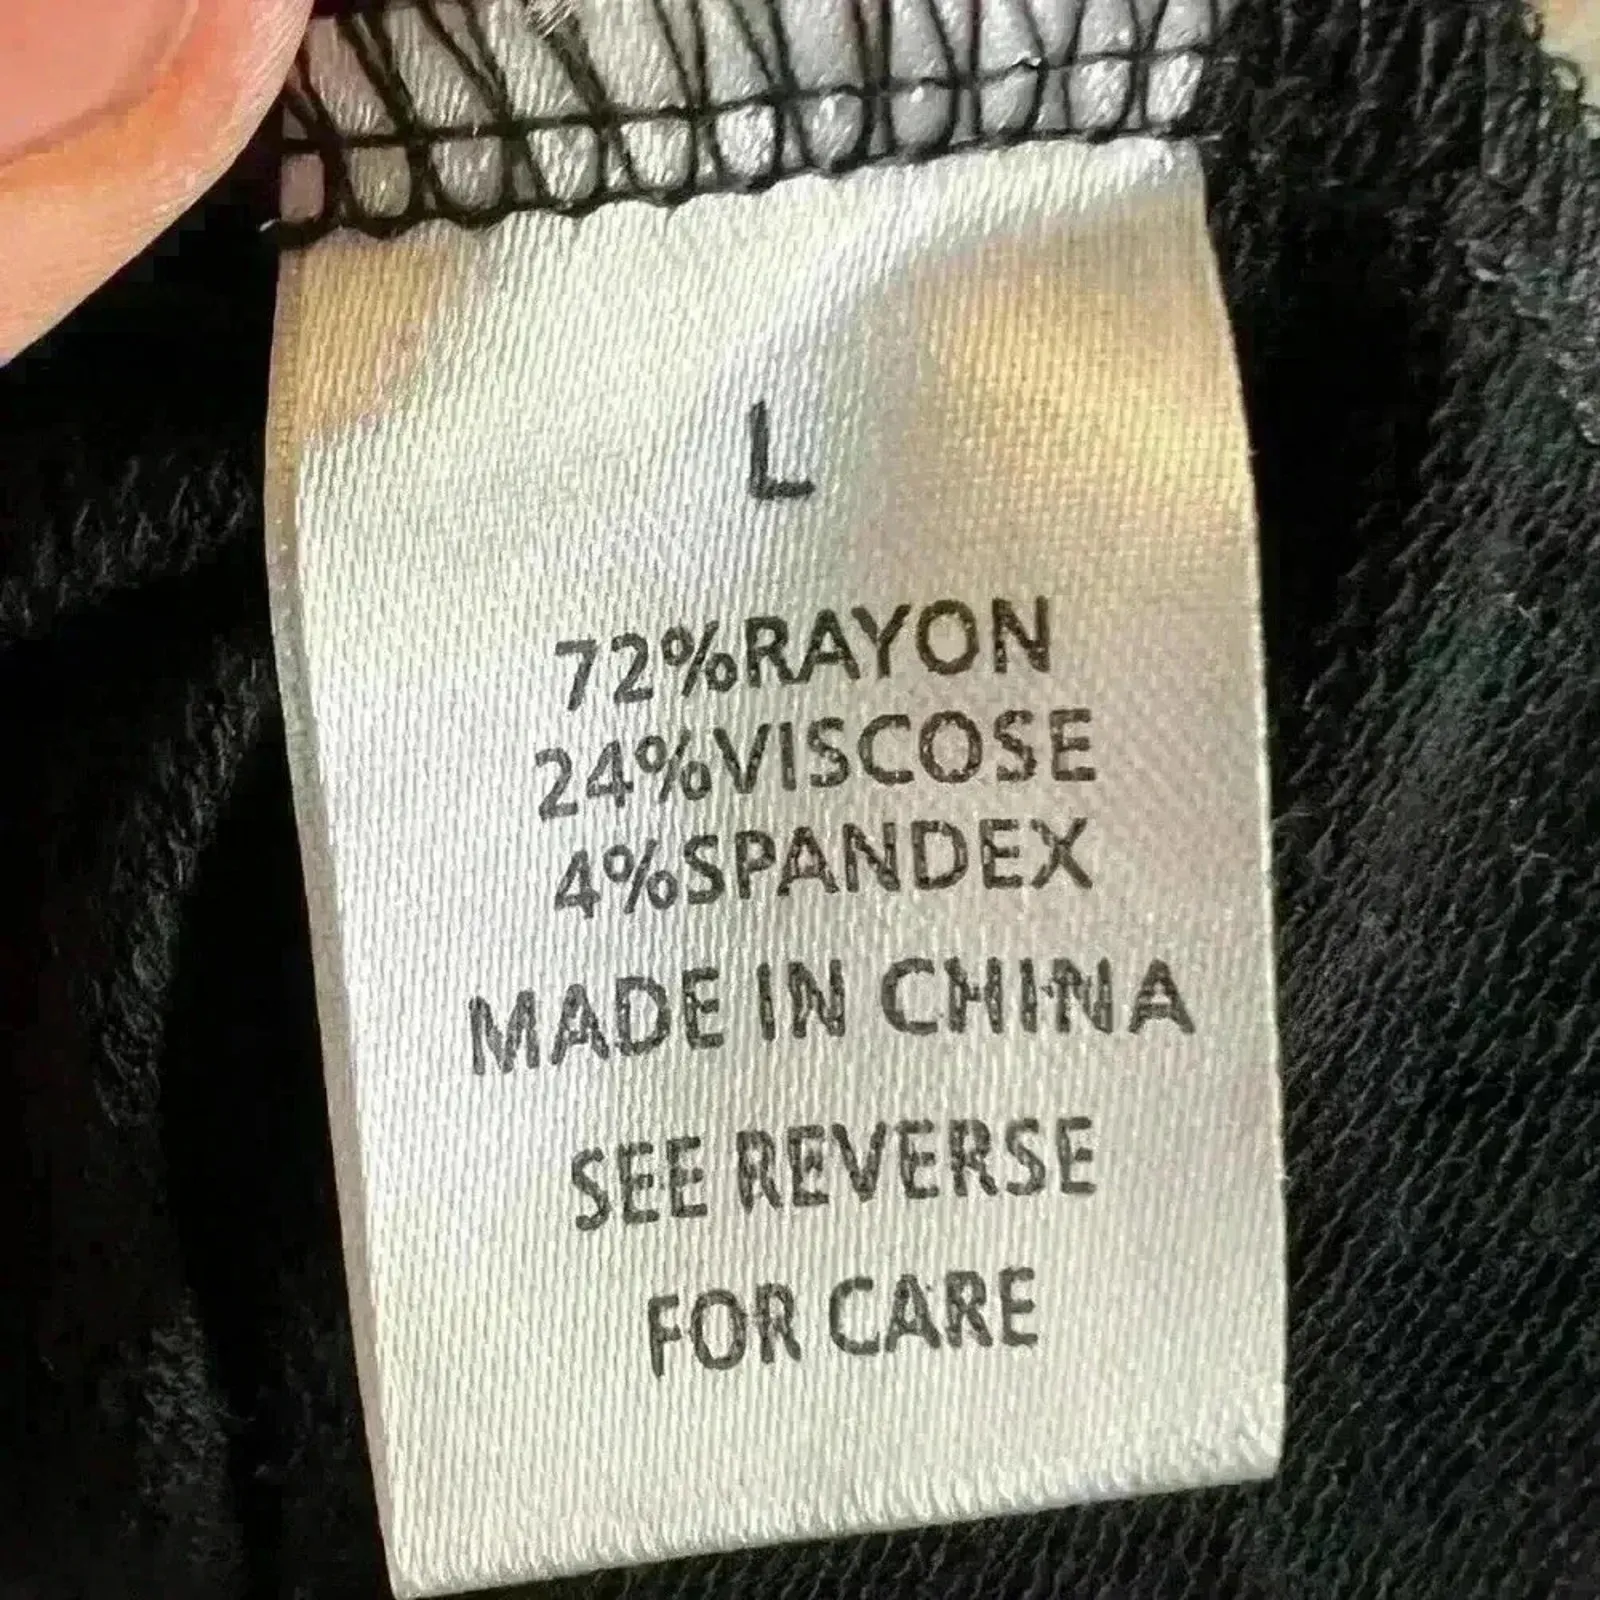 L
72%RAYON
24%VISCOSE
4%SPANDEX
MADE IN CHINA
SEE REVERSE
FOR CARE